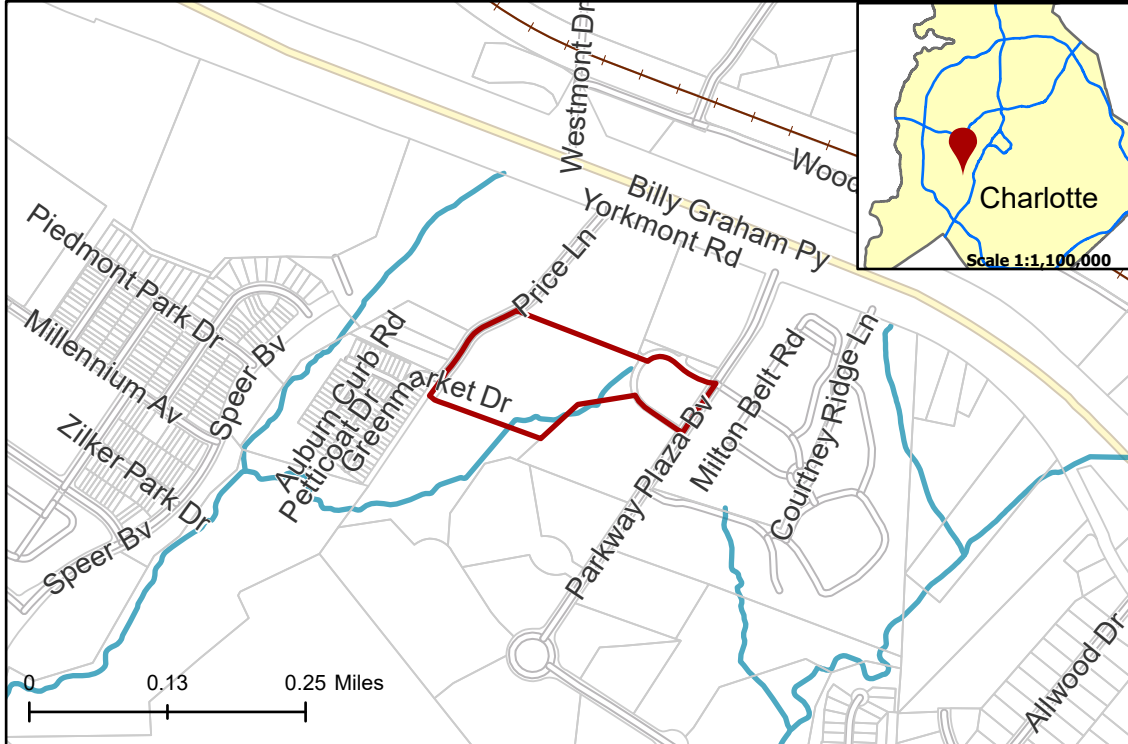 Westmont Dr
Wood
Billy Graham Py
Yorkmont Rd
Charlotte
Scale 1:1,100,000
Piedmont Park Dr
Price Ln
Millennium Av
Speer Bv
Auburn Curb Rd
Petticoat Dr
Greenmarket Dr
Milton Belt Rd
Courtney Ridge Ln
Zilker Park Dr
Speer Bv
Parkway Plaza Bv
Allwood Dr
0 0.13 0.25 Miles